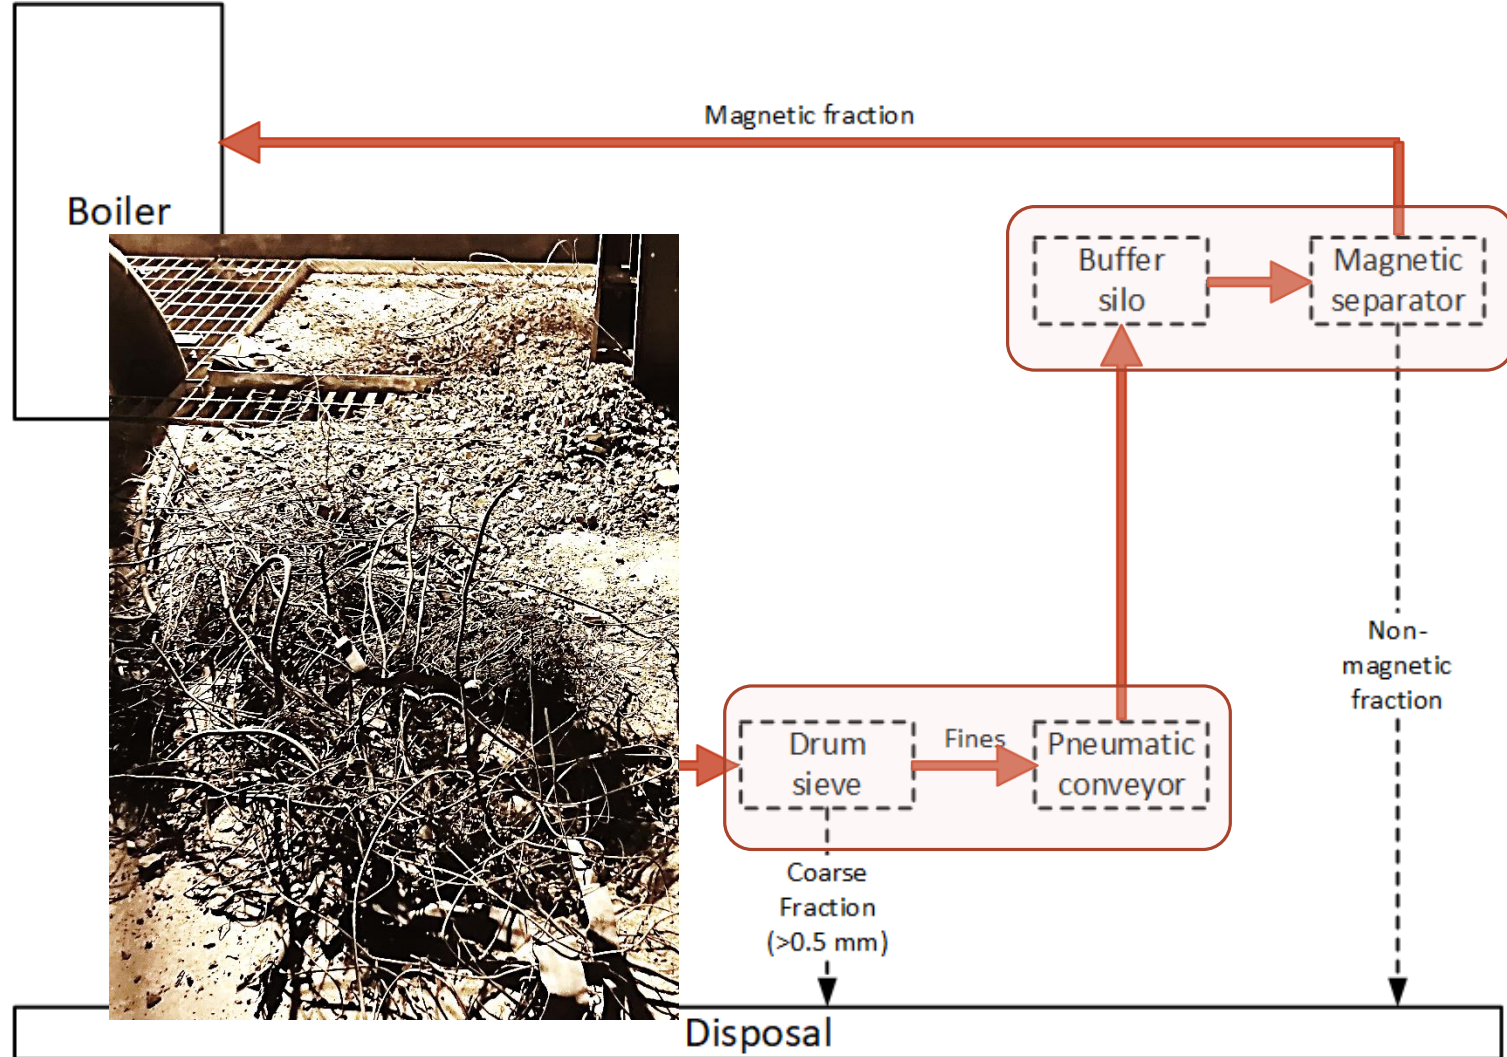 Magnetic fraction
Boiler
Buffer
silo
Magnetic
separator
Non-
magnetic
fraction
Drum
sieve
Fines
Pneumatic
conveyor
Coarse
Fraction
(>0.5 mm)
Disposal